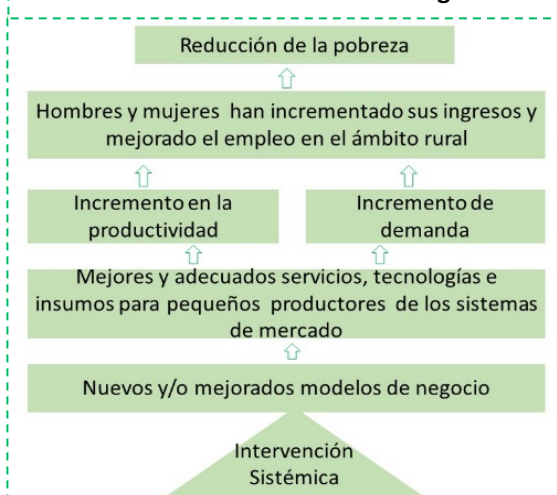 Reducción de la pobreza
Hombres y mujeres han incrementado sus ingresos y
mejorado el empleo en el ámbito rural
Incremento en la
productividad
Incremento de
demanda
Mejores y adecuados servicios, tecnologías e
insumos para pequeños productores de los sistemas
de mercado
Nuevos y/o mejorados modelos de negocio
Intervención
Sistémica